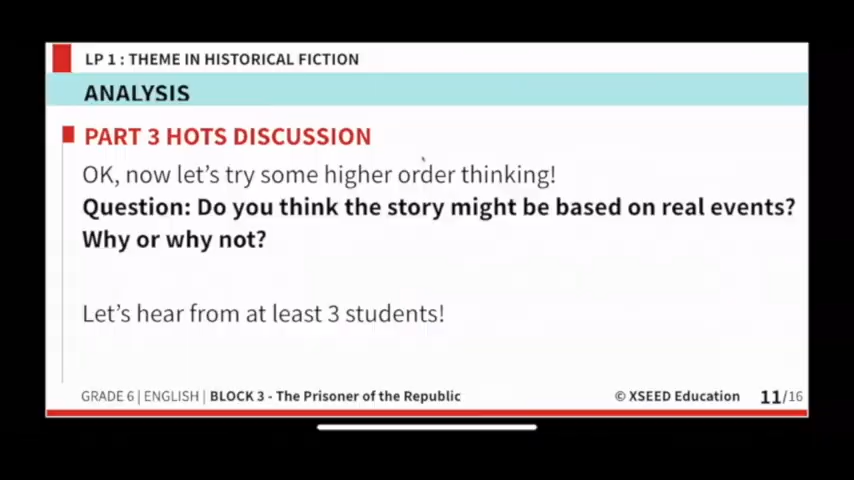 LP 1 : THEME IN HISTORICAL FICTION
ANALYSIS
PART 3 HOTS DISCUSSION
OK, now let's try some higher order thinking!
Question: Do you think the story might be based on real events?
Why or why not?
Let's hear from at least 3 students!
GRADE 6 | ENGLISH | BLOCK 3 - The Prisoner of the Republic © XSEED Education 11/16